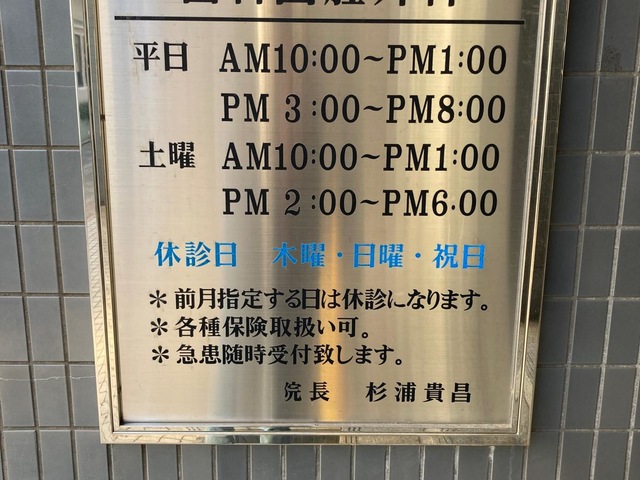 平日 AM10:00~PM1:00
PM 3:00~PM8:00
土曜 AM10:00~PM1:00
PM 2:00~PM6.00
休診日 木曜・日曜・祝日
*前月指定する日は休診になります。
*各種保険取扱い可。
*急患随時受付致します。
院長 杉浦貴昌